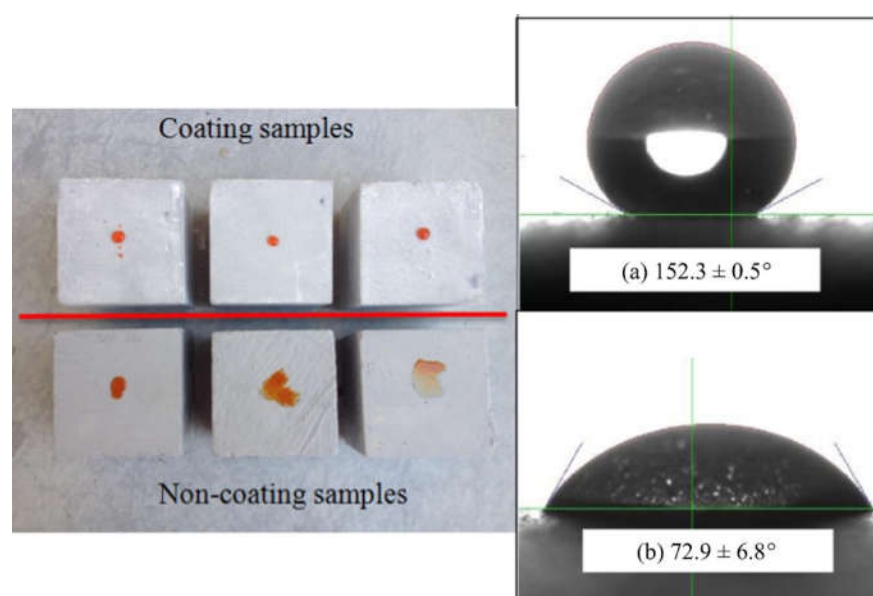 Coating samples
Non-coating samples
(a) 152.3 ± 0.5°
(b) 72.9 ± 6.8°